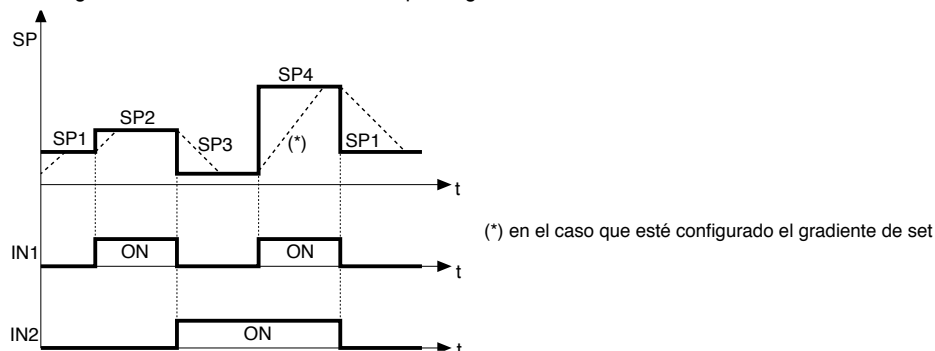 SP
SP4
SP2
SP1
SP3
(*)
SP1
t
(*) en el caso que esté configurado el gradiente de set
IN1
ON
ON
t
IN2
ON
t